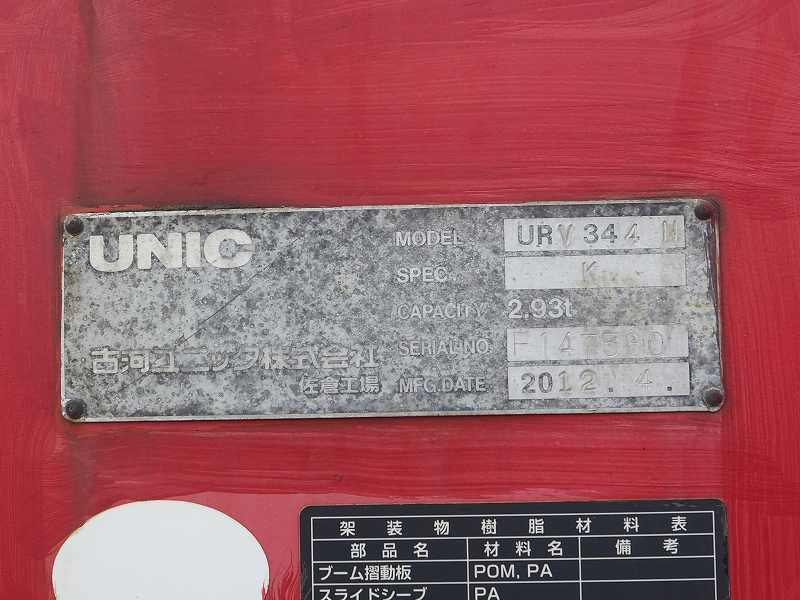 UNIC
MODEL URV344M
SPEC. K
CAPACITY 2.93t
古河ユニック株式会社
SERIAL NO.
佐倉工場
MFG.DATE 2012.4.
架装物樹脂材料表
部品名 材料名 備考
ブーム摺動板 POM, PA
スライドシーブ PA